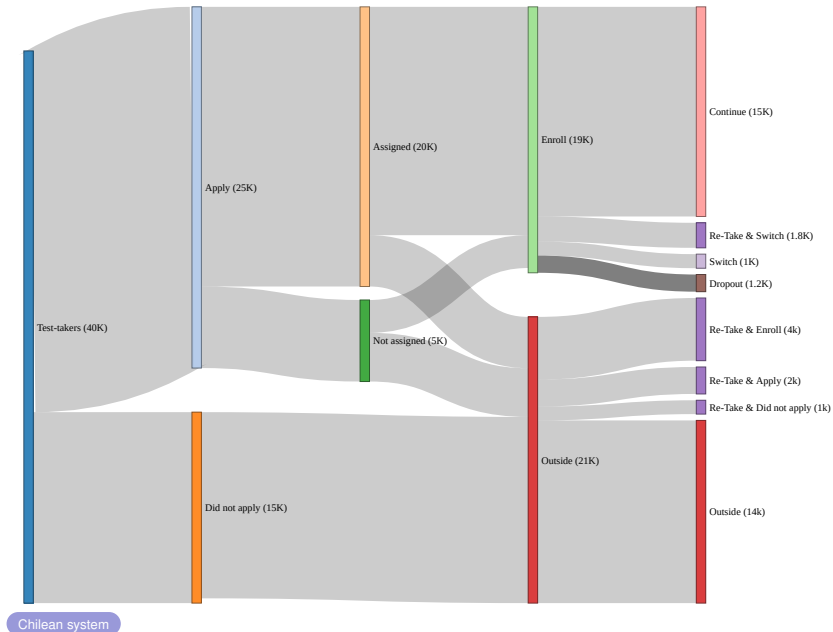 Test-takers (40K)
Apply (25K)
Did not apply (15K)
Assigned (20K)
Not assigned (5K)
Enroll (19K)
Outside (21K)
Continue (15K)
Re-Take & Switch (1.8K)
Switch (1K)
Dropout (1.2K)
Re-Take & Enroll (4k)
Re-Take & Apply (2k)
Re-Take & Did not apply (1k)
Outside (14k)
Chilean system